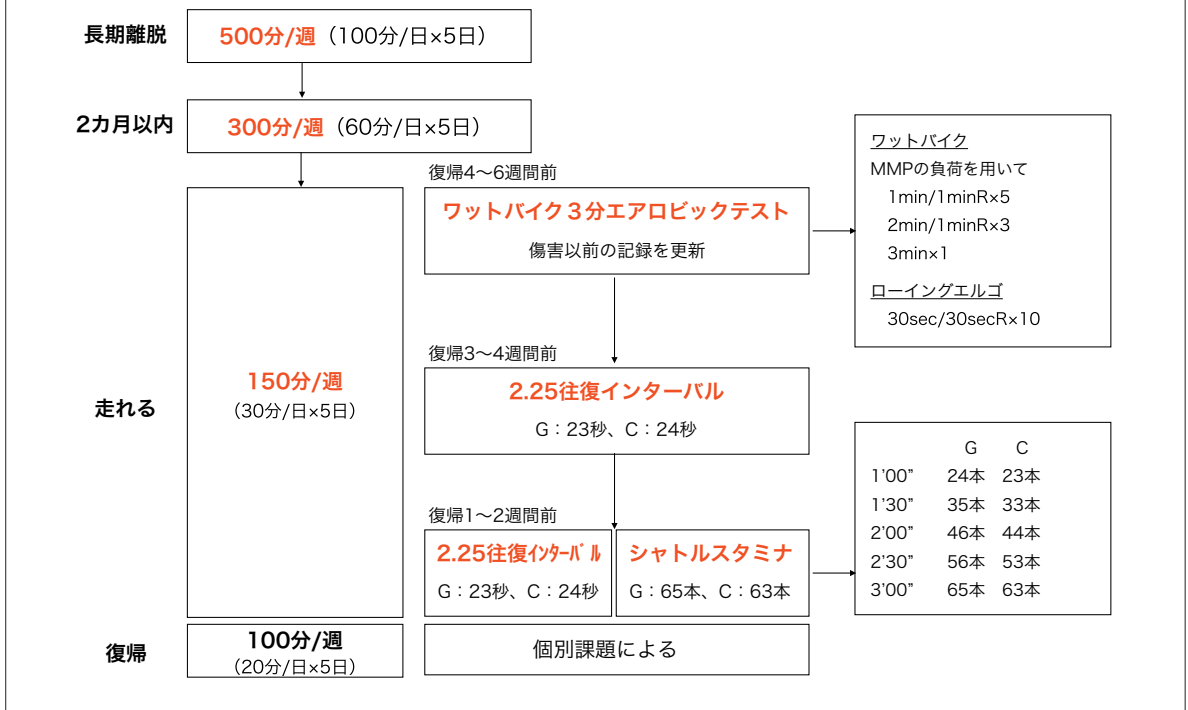 長期離脱
500分/週（100分/日×5日）
2カ月以内
300分/週（60分/日×5日）
走れる
150分/週
（30分/日×5日）
復帰4〜6週間前
ワットバイク３分エアロビックテスト
傷害以前の記録を更新
ワットバイク
MMPの負荷を用いて
1min/1minR×5
2min/1minR×3
3min×1
ローイングエルゴ
30sec/30secR×10
復帰3〜4週間前
2.25往復インターバル
G：23秒、C：24秒
復帰1〜2週間前
2.25往復ｲﾝﾀｰﾊﾞﾙ
G：23秒、C：24秒
シャトルスタミナ
G：65本、C：63本
G C
1’00” 24本 23本
1’30” 35本 33本
2’00” 46本 44本
2’30” 56本 53本
3’00” 65本 63本
復帰
100分/週
（20分/日×5日）
個別課題による